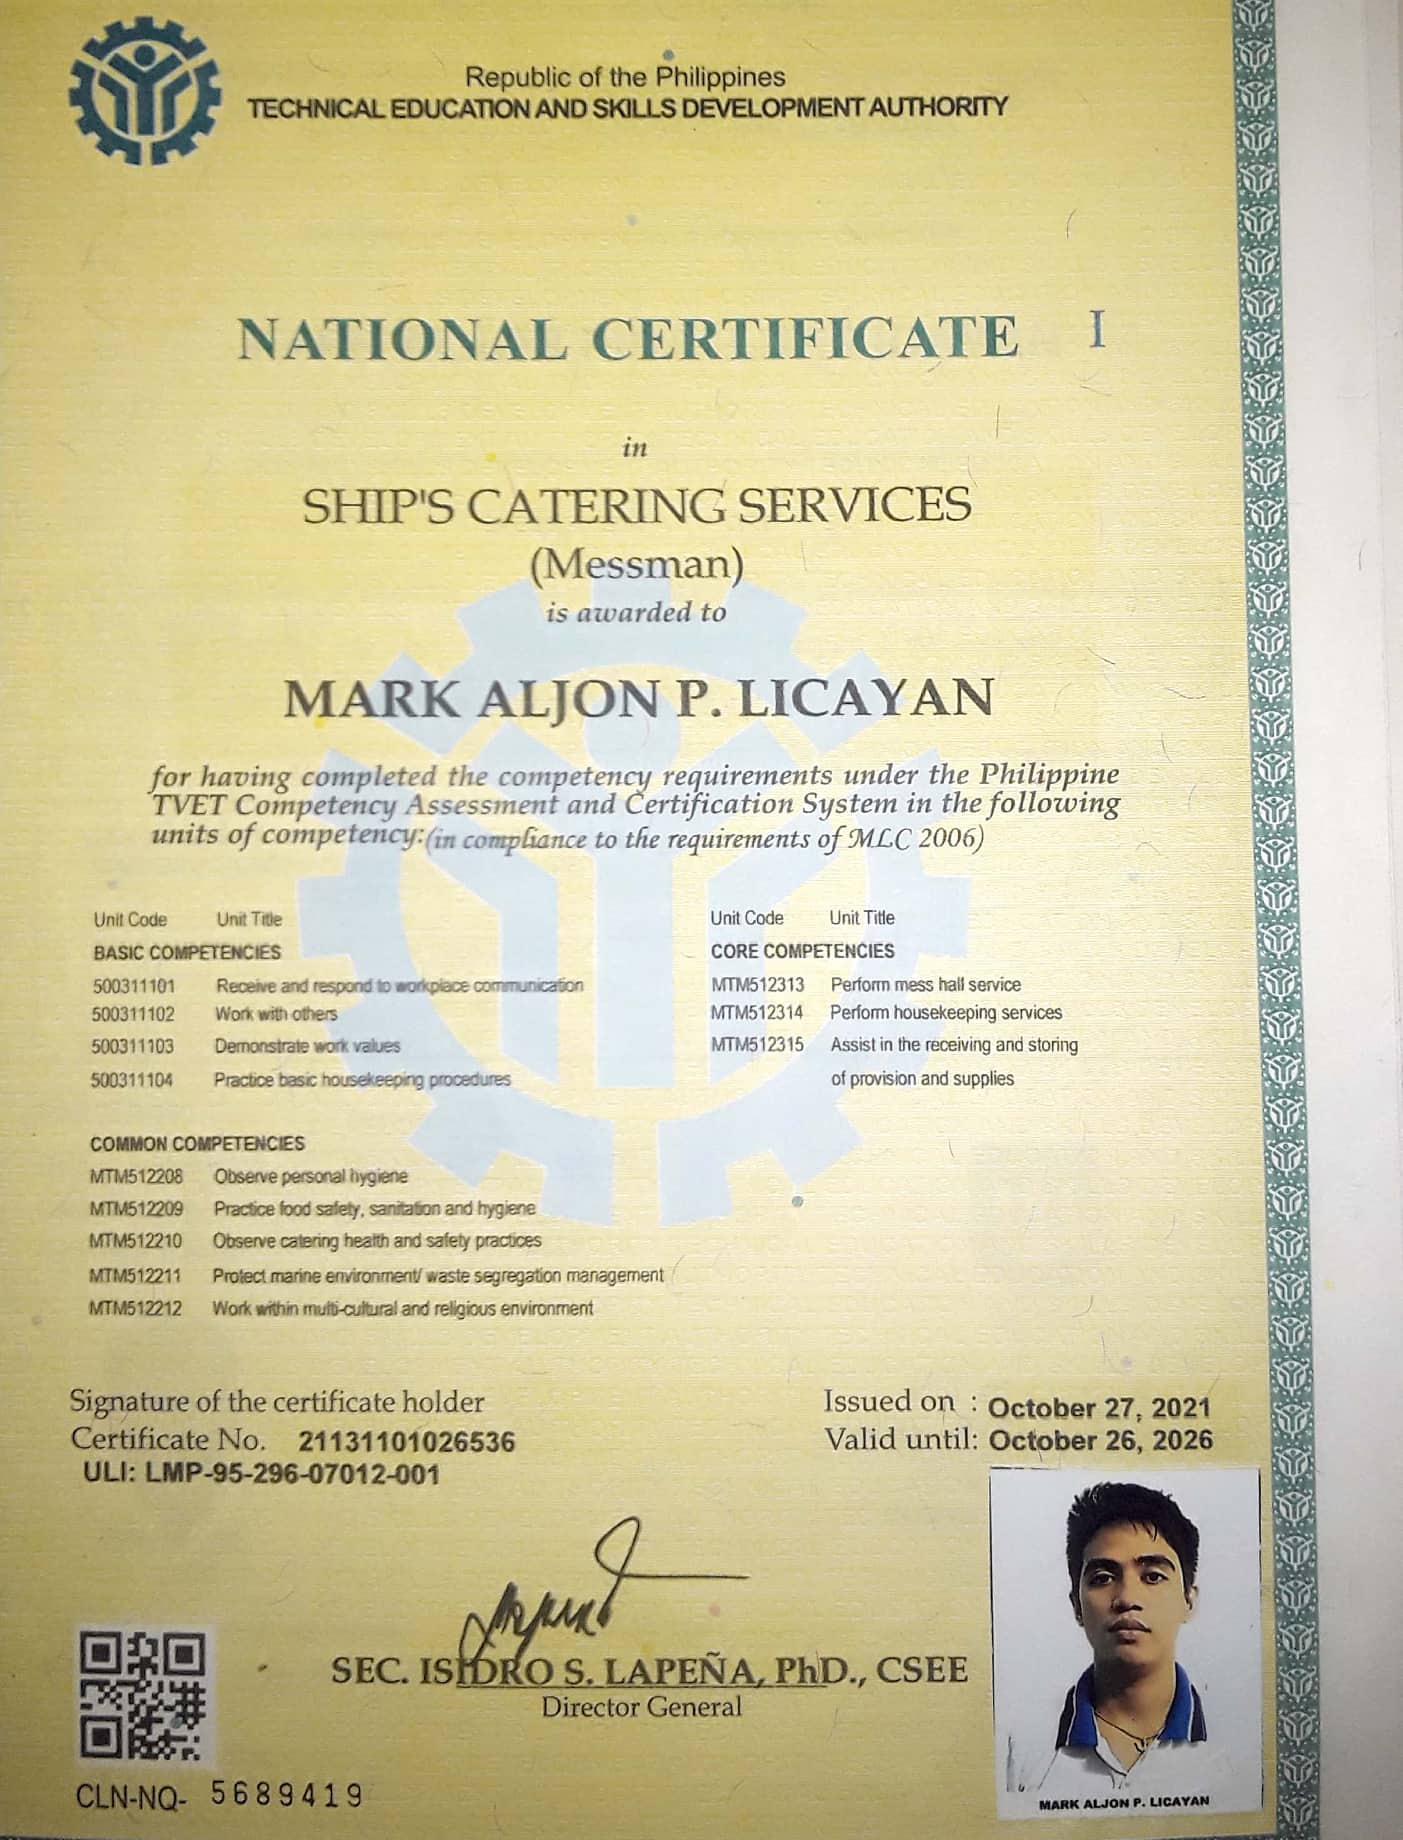 Republic of the Philippines
TECHNICAL EDUCATION AND SKILLS DEVELOPMENT AUTHORITY
NATIONAL CERTIFICATE I
in
SHIP'S CATERING SERVICES
(Messman)
is awarded to
MARK ALJON P. LICAYAN
for having completed the competency requirements under the Philippine
TVET Competency Assessment and Certification System in the following
units of competency:(in compliance to the requirements of MLC 2006)
Unit Code Unit Title
BASIC COMPETENCIES
500311101 Receive and respond to workplace communication
500311102 Work with others
500311103 Demonstrate work values
500311104 Practice basic housekeeping procedures
COMMON COMPETENCIES
MTM512208 Observe personal hygiene
MTM512209 Practice food safety, sanitation and hygiene
MTM512210 Observe catering health and safety practices
MTM512211 Protect marine environment/ waste segregation management
MTM512212 Work within multi-cultural and religious environment
Unit Code Unit Title
CORE COMPETENCIES
MTM512313 Perform mess hall service
MTM512314 Perform housekeeping services
MTM512315 Assist in the receiving and storing
of provision and supplies
Signature of the certificate holder
Certificate No. 21131101026536
ULI: LMP-95-296-07012-001
Issued on : October 27, 2021
Valid until: October 26, 2026
SEC. ISIDRO S. LAPEÑA, PhD., CSEE
Director General
CLN-NQ- 5689419
MARK ALJON P. LICAYAN